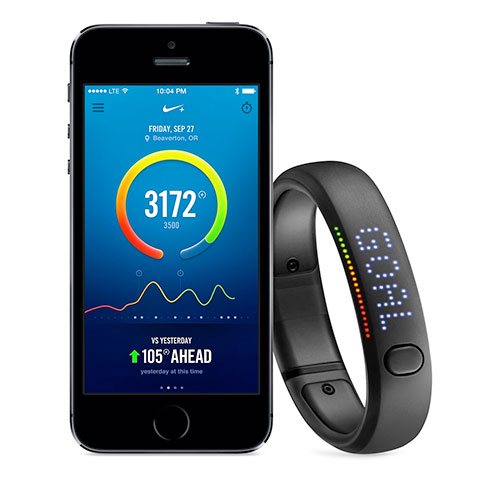 LTE 10:04 PM
FRIDAY, SEP 27
Beaverton, OR
3172
3500
VS YESTERDAY
105 AHEAD
yesterday at this time
GOAL